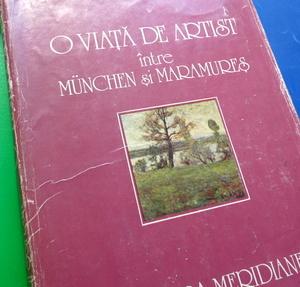 O VIAȚĂ DE ARTIST
între
MÜNCHEN și MARAMUREȘ
MERIDIANE